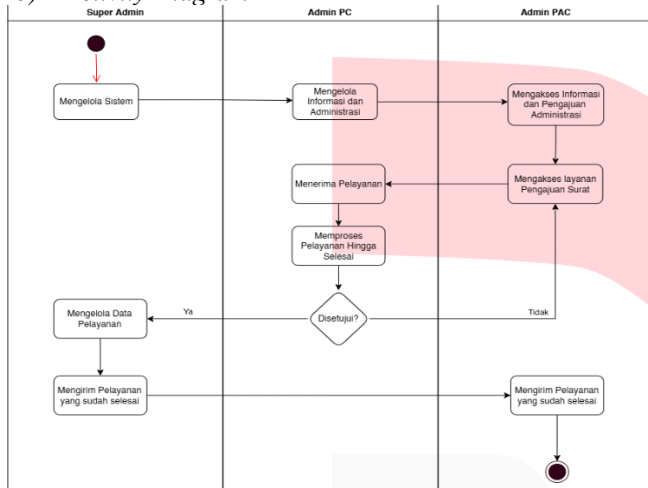 Super Admin
Admin PC
Admin PAC
Mengelola Sistem
Mengelola
Informasi dan
Administrasi
Mengakses Informasi
dan Pengajuan
Administrasi
Menerima Pelayanan
Mengakses layanan
Pengajuan Surat
Memproses
Pelayanan Hingga
Selesai
Disetujui?
Ya
Tidak
Mengelola Data
Pelayanan
Mengirim Pelayanan
yang sudah selesai
Mengirim Pelayanan
yang sudah selesai